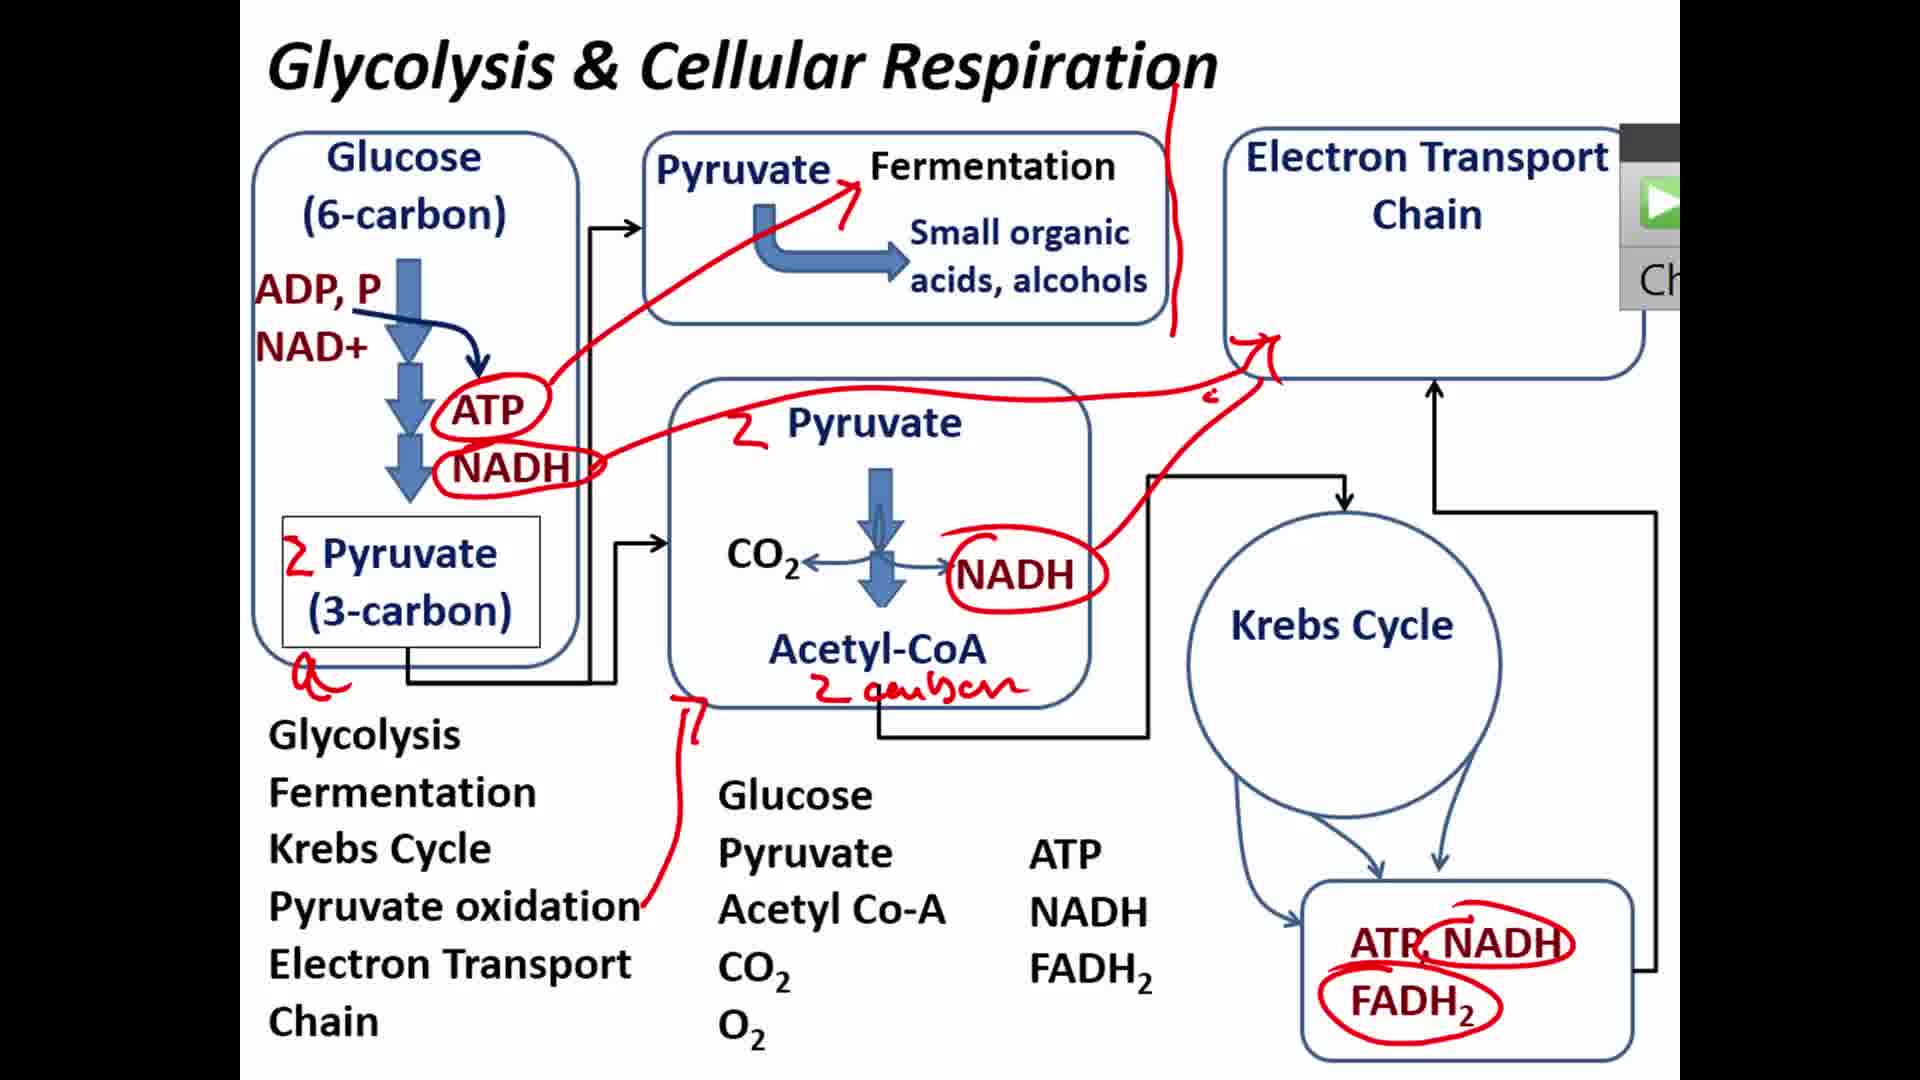 Glycolysis & Cellular Respiration
Glucose
(6-carbon)
ADP, P
NAD+
ATP
NADH
2 Pyruvate
(3-carbon)
Pyruvate
Fermentation
Small organic
acids, alcohols
Electron Transport
Chain
Ch
2 Pyruvate
CO₂
NADH
Acetyl-CoA
2 carbon
Krebs Cycle
ATP, NADH
FADH₂
Glycolysis
Fermentation
Krebs Cycle
Pyruvate oxidation
Electron Transport
Chain
Glucose
Pyruvate
Acetyl Co-A
CO₂
O₂
ATP
NADH
FADH₂